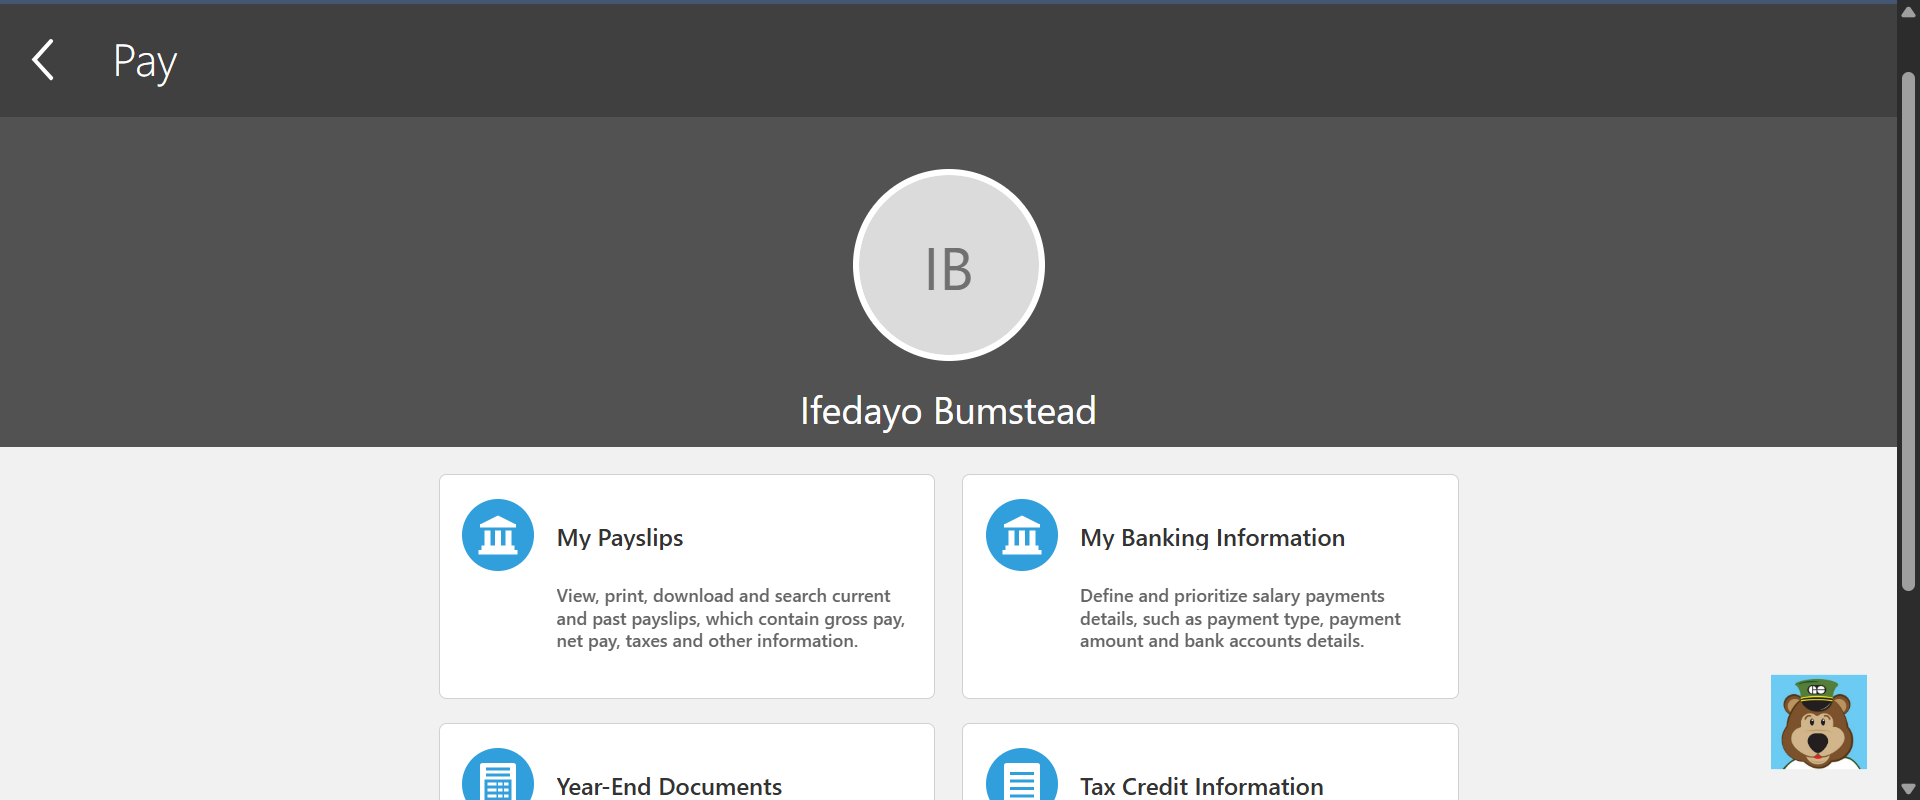 Pay
IB
Ifedayo Bumstead
My Payslips
View, print, download and search current
and past payslips, which contain gross pay,
net pay, taxes and other information.
My Banking Information
Define and prioritize salary payments
details, such as payment type, payment
amount and bank accounts details.
Year-End Documents
Tax Credit Information